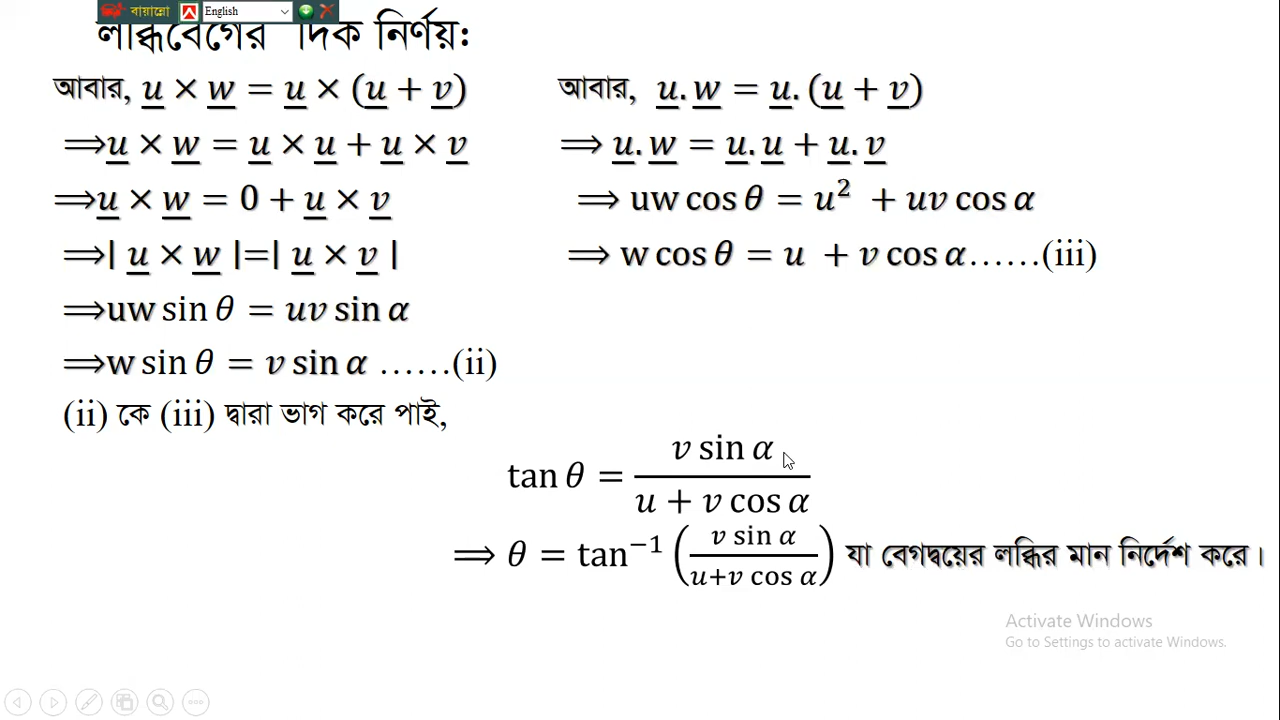 বায়ান্নো English
লব্ধিবেগের দিক নির্ণয়ঃ
আবার, u × w = u × (u + v)
⟹u × w = u × u + u × v
⟹u × w = 0 + u × v
⟹| u × w |=| u × v |
⟹uw sin θ = uv sin α
⟹w sin θ = v sin α ……(ii)
আবার, u. w = u. (u + v)
⟹ u. w = u. u + u. v
⟹ uw cos θ = u² + uv cos α
⟹ w cos θ = u + v cos α……(iii)
(ii) কে (iii) দ্বারা ভাগ করে পাই,
tan θ = v sin α / u + v cos α
⟹ θ = tan⁻¹ (v sin α / u+v cos α) যা বেগদ্বয়ের লব্ধির মান নির্দেশ করে।
Activate Windows
Go to Settings to activate Windows.